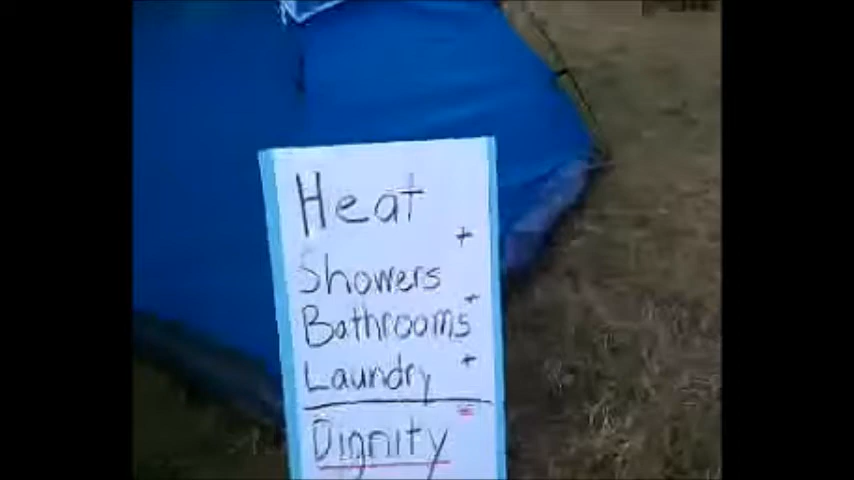 Heat
+
Showers
+
Bathrooms
+
Laundry
=
Dignity